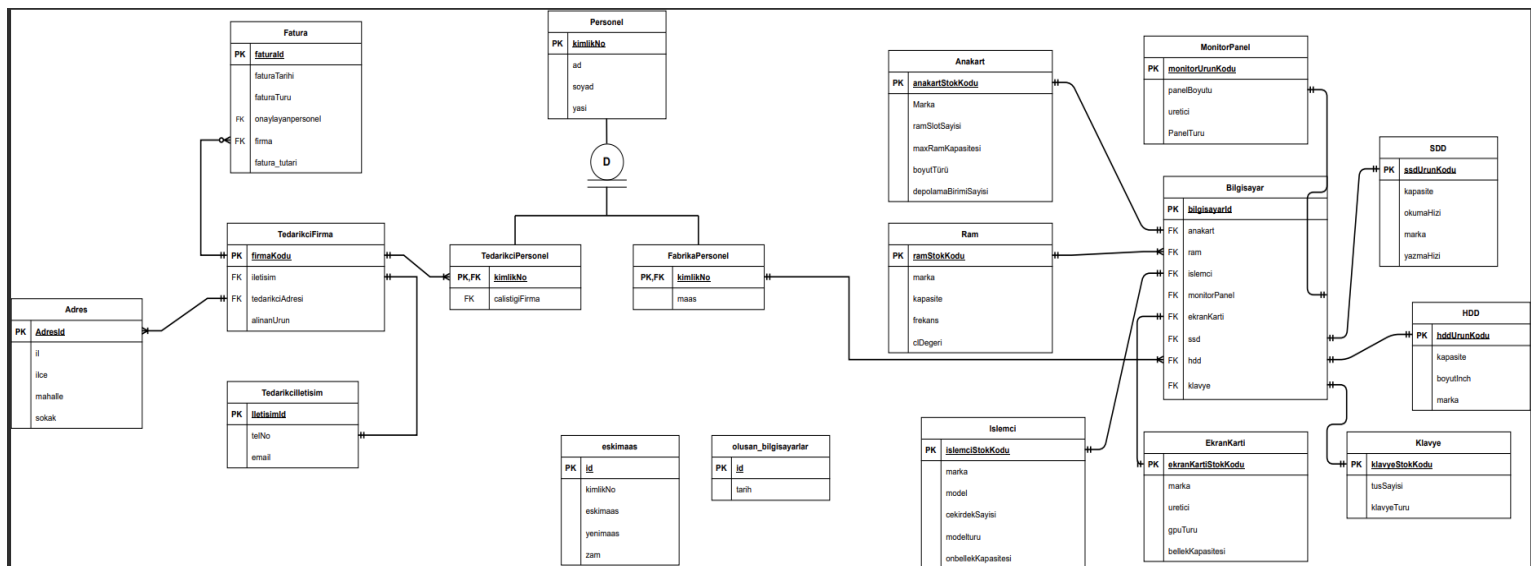 Fatura
PK faturaId
faturaTarihi
faturaTuru
FK onaylayanpersonel
FK firma
fatura_tutari
Personel
PK kimlikNo
ad
soyad
yasi
D
Anakart
PK anakartStokKodu
Marka
ramSlotSayisi
maxRamKapasitesi
boyutTürü
depolamaBirimiSayisi
MonitorPanel
PK monitorUrunKodu
panelBoyutu
uretici
PanelTuru
SDD
PK ssdUrunKodu
kapasite
okumaHizi
marka
yazmaHizi
Bilgisayar
PK bilgisayarId
FK anakart
FK ram
FK islemci
FK monitorPanel
FK ekranKarti
FK ssd
FK hdd
FK klavye
TedarikciFirma
PK firmaKodu
FK iletisim
FK tedarikciAdresi
alinanUrun
TedarikciPersonel
PK,FK kimlikNo
FK calistigiFirma
FabrikaPersonel
PK,FK kimlikNo
maas
Ram
PK ramStokKodu
marka
kapasite
frekans
clDegeri
Adres
PK AdresId
il
ilce
mahalle
sokak
HDD
PK hddUrunKodu
kapasite
boyutInch
marka
TedarikciIletisim
PK IletisimId
telNo
email
eskimaas
PK id
kimlikNo
eskimaas
yenimaas
zam
olusan_bilgisayarlar
PK id
tarih
Islemci
PK islemciStokKodu
marka
model
cekirdekSayisi
modelturu
onbellekKapasitesi
EkranKarti
PK ekranKartiStokKodu
marka
uretici
gpuTuru
bellekKapasitesi
Klavye
PK klavyeStokKodu
tusSayisi
klavyeTuru